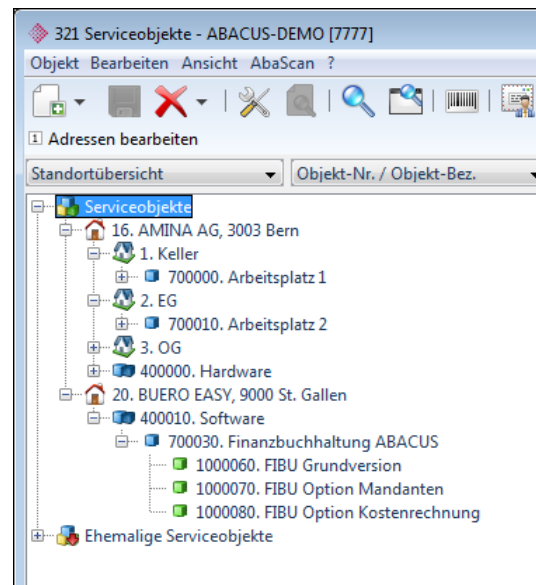 321 Serviceobjekte - ABACUS-DEMO [7777]
Objekt Bearbeiten Ansicht AbaScan ?
1 Adressen bearbeiten
Standortübersicht Objekt-Nr. / Objekt-Bez.
Serviceobjekte
16. AMINA AG, 3003 Bern
1. Keller
700000. Arbeitsplatz 1
2. EG
700010. Arbeitsplatz 2
3. OG
400000. Hardware
20. BUERO EASY, 9000 St. Gallen
400010. Software
700030. Finanzbuchhaltung ABACUS
1000060. FIBU Grundversion
1000070. FIBU Option Mandanten
1000080. FIBU Option Kostenrechnung
Ehemalige Serviceobjekte